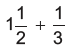 1 1/2 + 1/3